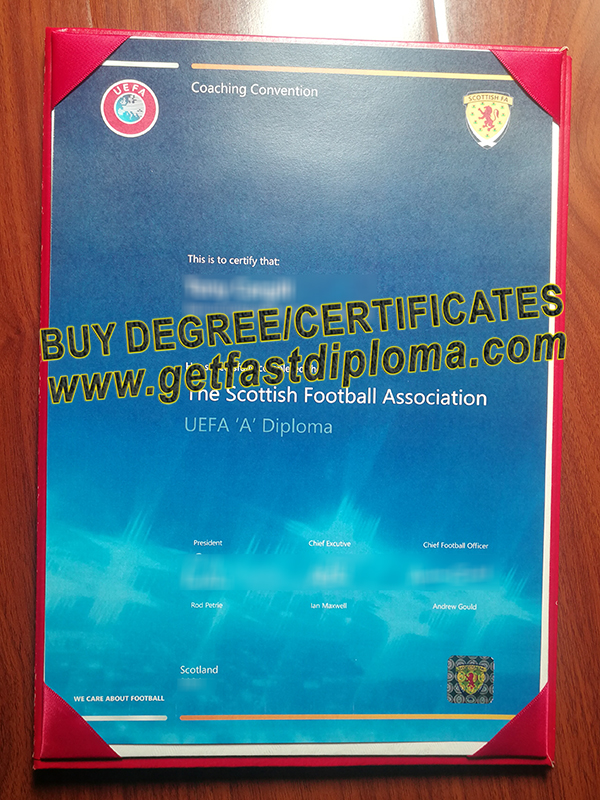 UEFA
Coaching Convention
SCOTTISH FA
This is to certify that:
BUY DEGREE/CERTIFICATES
www.getfastdiploma.com
The Scottish Football Association
UEFA 'A' Diploma
President
Chief Excutive
Chief Football Officer
Rod Petrie
Ian Maxwell
Andrew Gould
Scotland
WE CARE ABOUT FOOTBALL